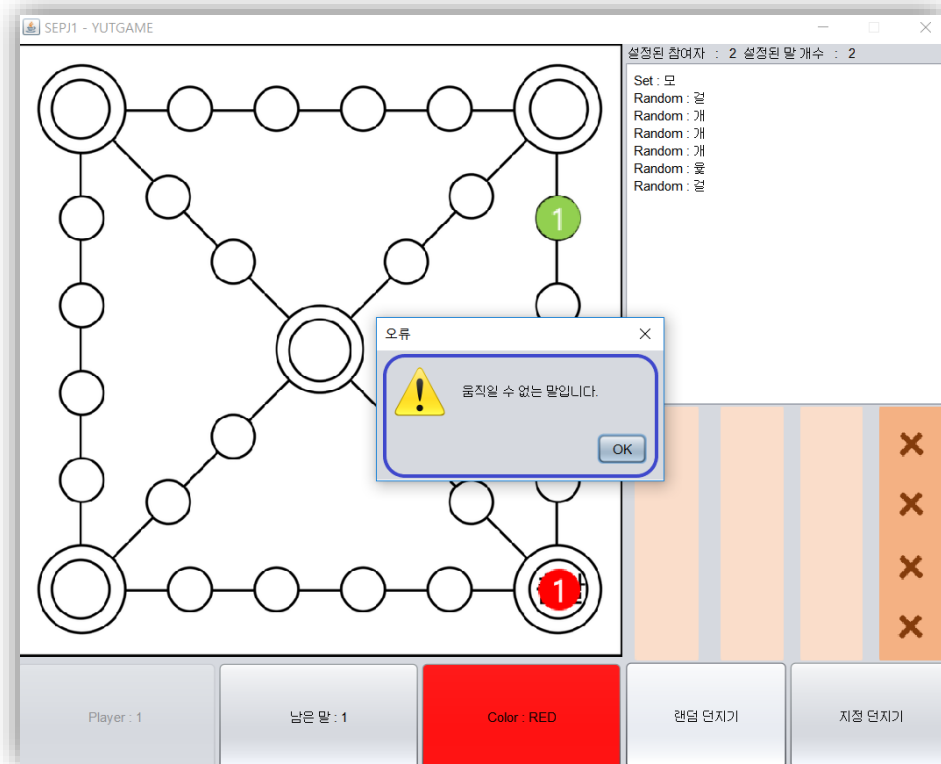 SEPJ1 - YUTGAME
설정된 참여자 : 2 설정된 말 개수 : 2
Set : 모
Random : 걸
Random : 개
Random : 개
Random : 개
Random : 윷
Random : 걸
1
오류
움직일 수 없는 말입니다.
OK
1
Player : 1
남은 말 : 1
Color : RED
랜덤 던지기
지정 던지기